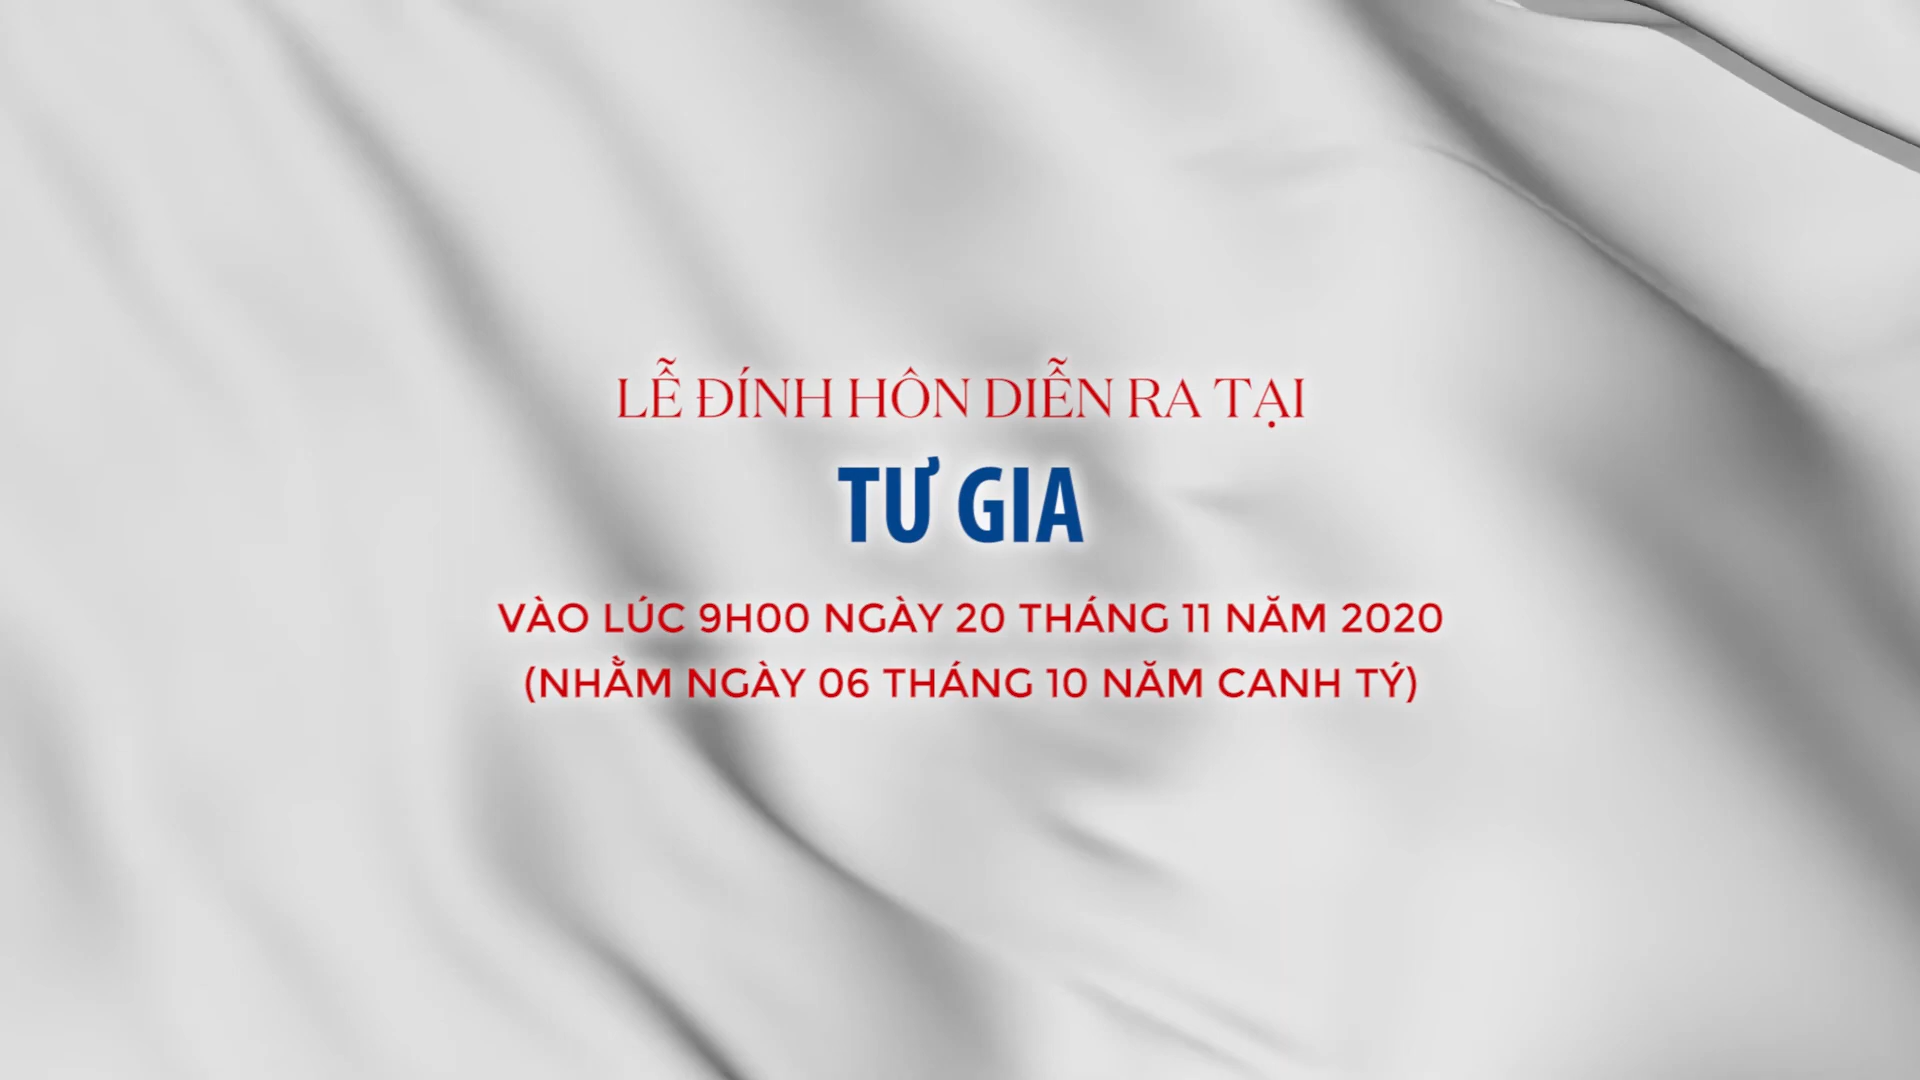 LỄ ĐÍNH HÔN DIỄN RA TẠI
TƯ GIA
VÀO LÚC 9H00 NGÀY 20 THÁNG 11 NĂM 2020
(NHẰM NGÀY 06 THÁNG 10 NĂM CANH TÝ)